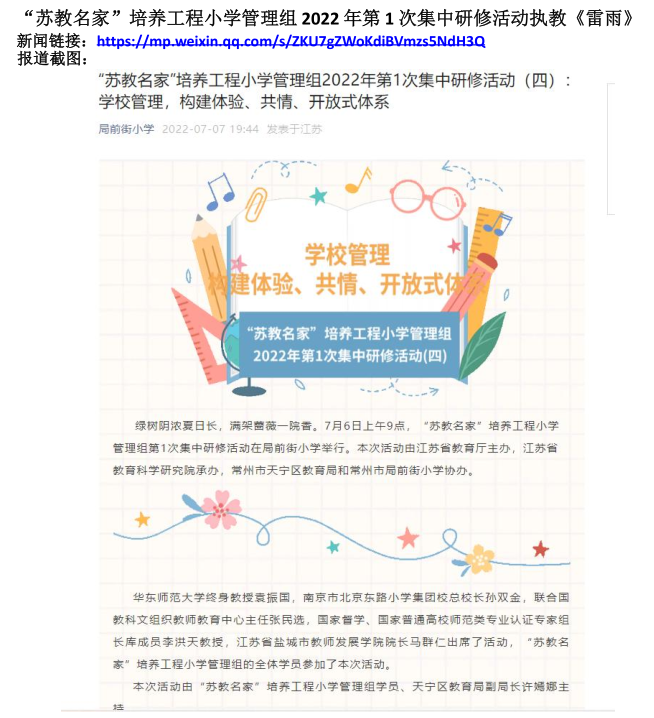 “苏教名家”培养工程小学管理组 2022 年第 1 次集中研修活动执教《雷雨》
新闻链接：https://mp.weixin.qq.com/s/ZKU7gZWoKdiBVmzs5NdH3Q
报道截图：
“苏教名家”培养工程小学管理组2022年第1次集中研修活动（四）：
学校管理，构建体验、共情、开放式体系
局前街小学 2022-07-07 19:44 发表于江苏
学校管理
构建体验、共情、开放式体
“苏教名家”培养工程小学管理组
2022年第1次集中研修活动(四)
绿树阴浓夏日长，满架蔷薇一院香。7月6日上午9点，“苏教名家”培养工程小学
管理组第1次集中研修活动在局前街小学举行。本次活动由江苏省教育厅主办，江苏省
教育科学研究院承办，常州市天宁区教育局和常州市局前街小学协办。
华东师范大学终身教授袁振国，南京市北京东路小学集团校总校长孙双金，联合国
教科文组织教师教育中心主任张民选，国家督学、国家普通高校师范类专业认证专家组
长库成员李洪天教授，江苏省盐城市教师发展学院院长马群仁出席了活动，“苏教名
家”培养工程小学管理组的全体学员参加了本次活动。
本次活动由“苏教名家”培养工程小学管理组学员、天宁区教育局副局长许嫣娜主
持